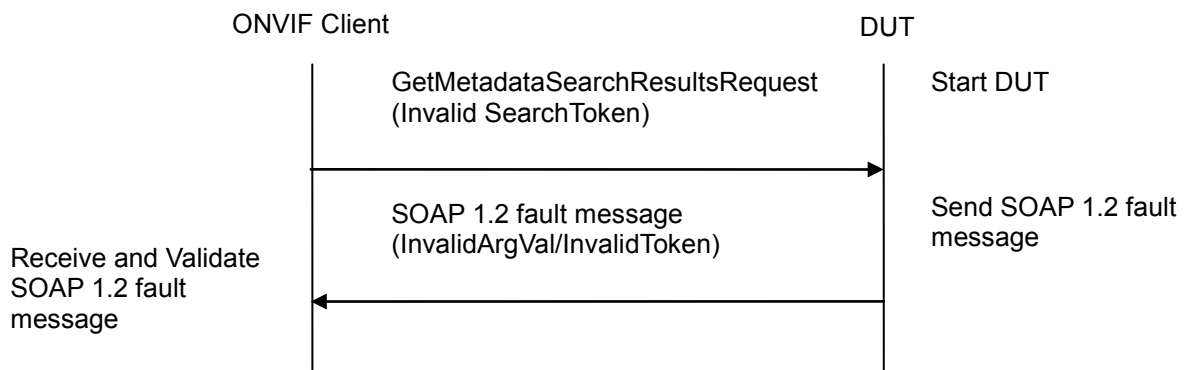 ONVIF Client
DUT
GetMetadataSearchResultsRequest
(Invalid SearchToken)
Start DUT
SOAP 1.2 fault message
(InvalidArgVal/InvalidToken)
Send SOAP 1.2 fault
message
Receive and Validate
SOAP 1.2 fault
message